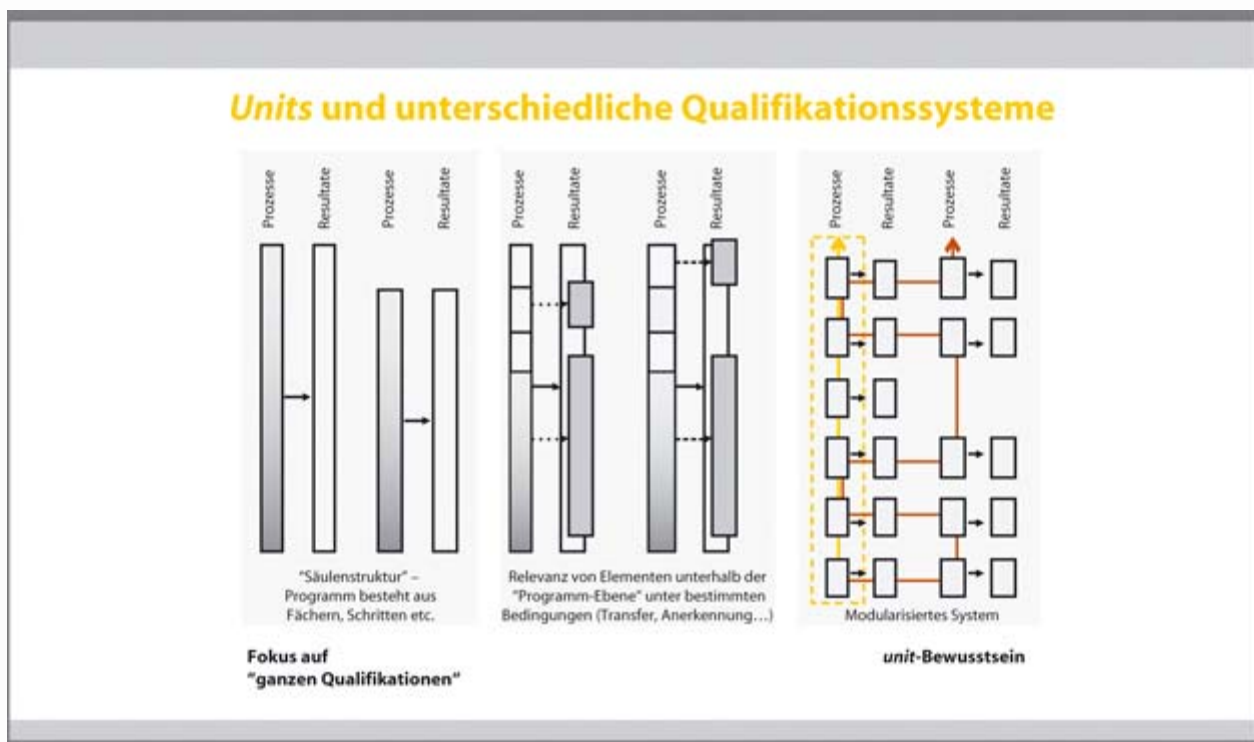 Units und unterschiedliche Qualifikationssysteme
Prozesse
Resultate
Prozesse
Resultate
"Säulenstruktur" –
Programm besteht aus
Fächern, Schritten etc.
Prozesse
Resultate
Prozesse
Resultate
Relevanz von Elementen unterhalb der
"Programm-Ebene" unter bestimmten
Bedingungen (Transfer, Anerkennung…)
Prozesse
Resultate
Prozesse
Resultate
Modularisiertes System
Fokus auf
"ganzen Qualifikationen"
unit-Bewusstsein